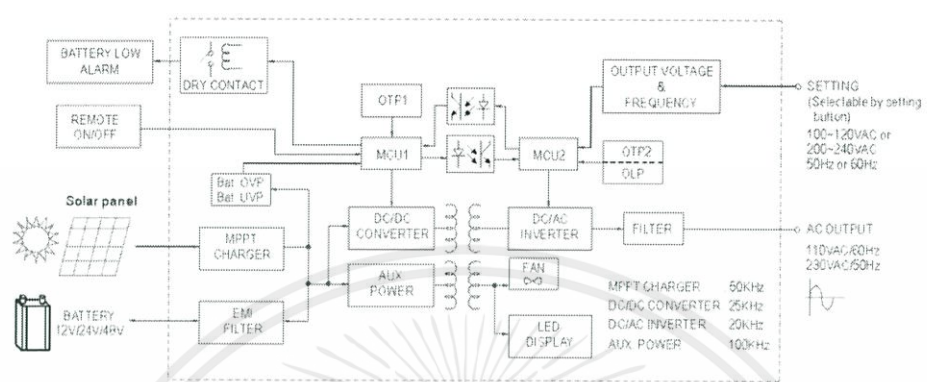 BATTERY LOW
ALARM
DRY CONTACT
REMOTE
ON/OFF
OTP1
MCU1
MCU2
OUTPUT VOLTAGE
&
FREQUENCY
SETTING
(Selectable by setting
button)
100~120VAC or
200~240VAC
50Hz or 60Hz
OTP2
OLP
Bat OVP
Bat UVP
Solar panel
MPPT
CHARGER
DC/DC
CONVERTER
DC/AC
INVERTER
FILTER
AC OUTPUT
110VAC/60Hz
230VAC/50Hz
AUX
POWER
FAN
BATTERY
12V/24V/48V
EMI
FILTER
LED
DISPLAY
MPPT CHARGER 50KHz
DC/DC CONVERTER 25KHz
DC/AC INVERTER 20KHz
AUX. POWER 100KHz